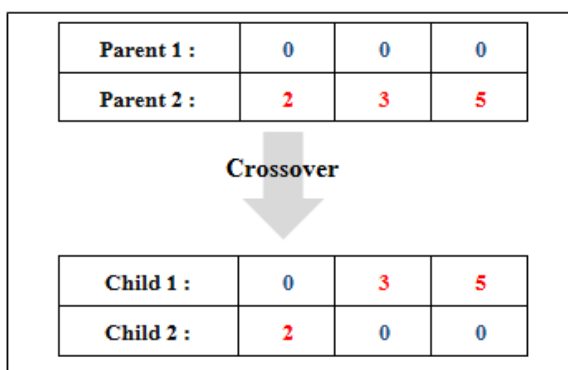 Parent 1 : 0 0 0
Parent 2 : 2 3 5
Crossover
Child 1 : 0 3 5
Child 2 : 2 0 0